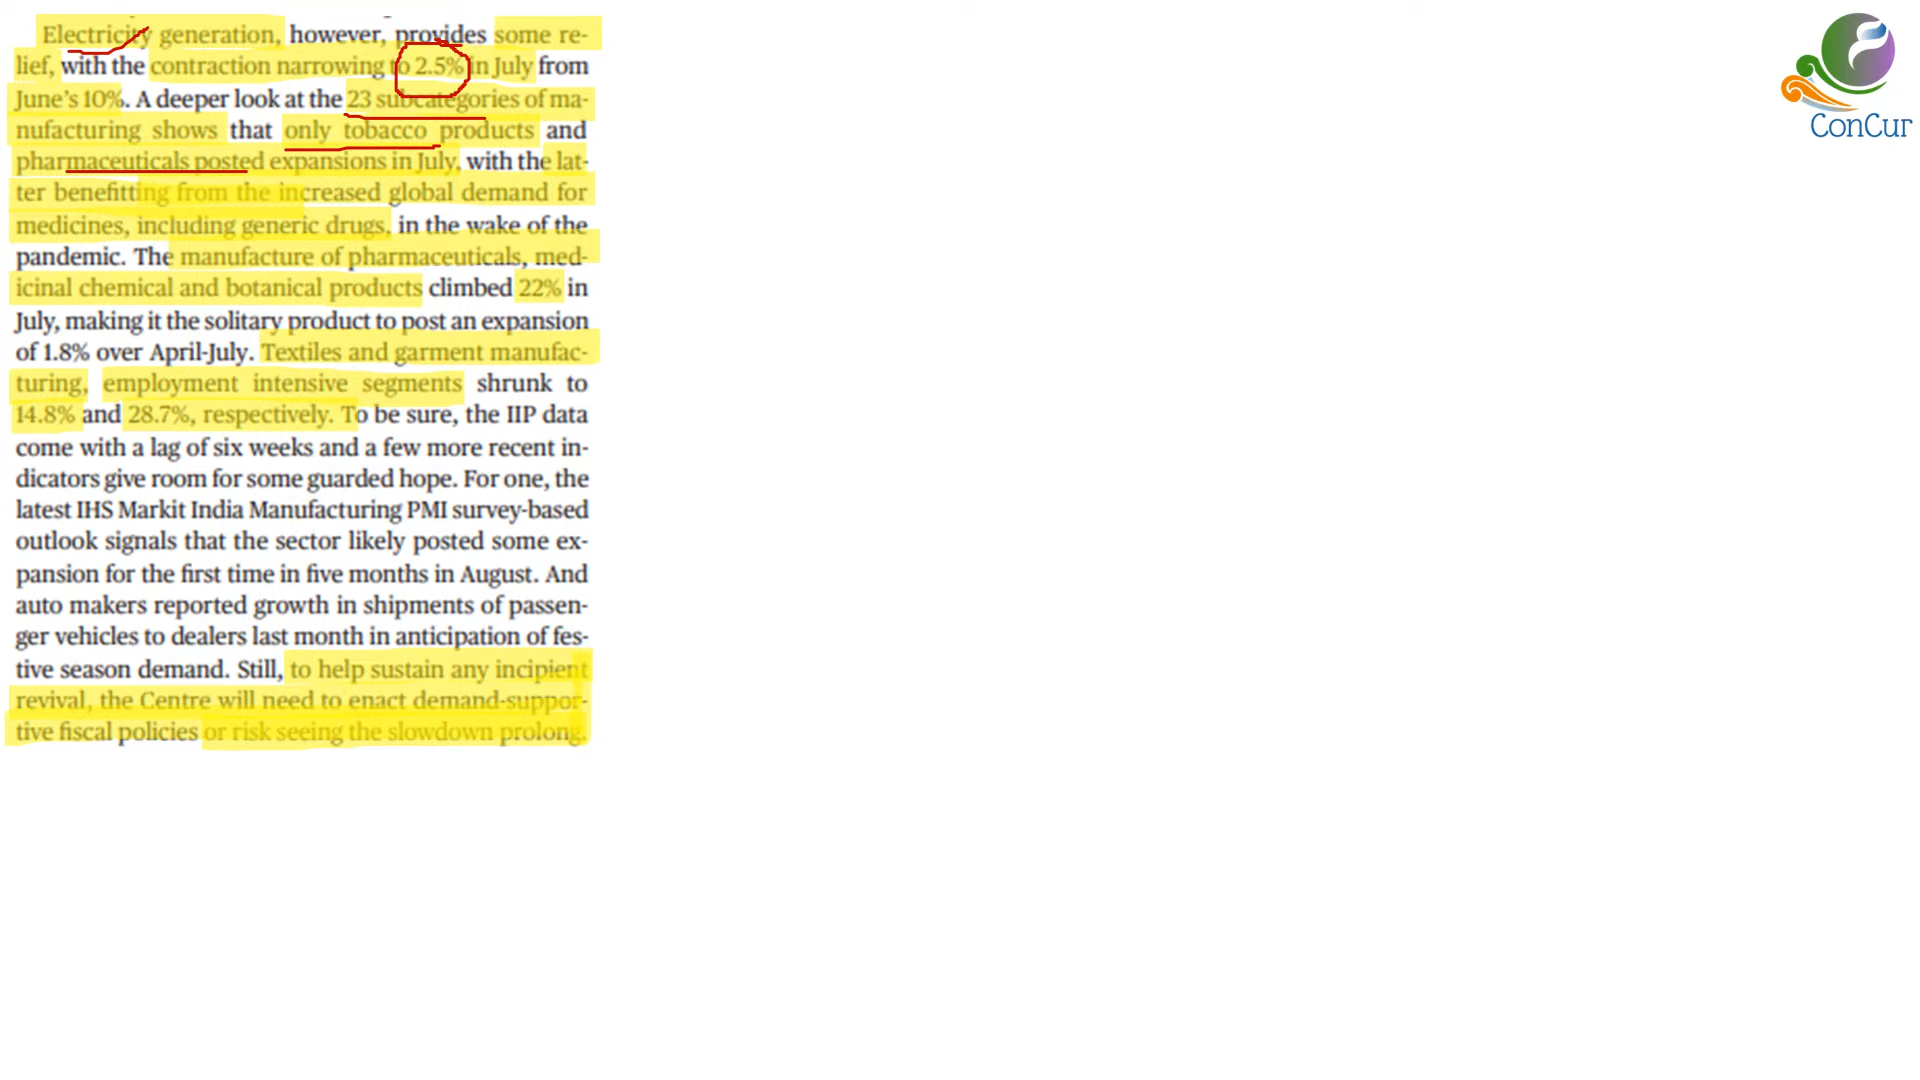 Electricity generation, however, provides some re-
lief, with the contraction narrowing to 2.5% in July from
June's 10%. A deeper look at the 23 subcategories of ma-
nufacturing shows that only tobacco products and
pharmaceuticals posted expansions in July, with the lat-
ter benefitting from the increased global demand for
medicines, including generic drugs, in the wake of the
pandemic. The manufacture of pharmaceuticals, med-
icinal chemical and botanical products climbed 22% in
July, making it the solitary product to post an expansion
of 1.8% over April-July. Textiles and garment manufac-
turing, employment intensive segments shrunk to
14.8% and 28.7%, respectively. To be sure, the IIP data
come with a lag of six weeks and a few more recent in-
dicators give room for some guarded hope. For one, the
latest IHS Markit India Manufacturing PMI survey-based
outlook signals that the sector likely posted some ex-
pansion for the first time in five months in August. And
auto makers reported growth in shipments of passen-
ger vehicles to dealers last month in anticipation of fes-
tive season demand. Still, to help sustain any incipient
revival, the Centre will need to enact demand-suppor-
tive fiscal policies or risk seeing the slowdown prolong.
ConCur